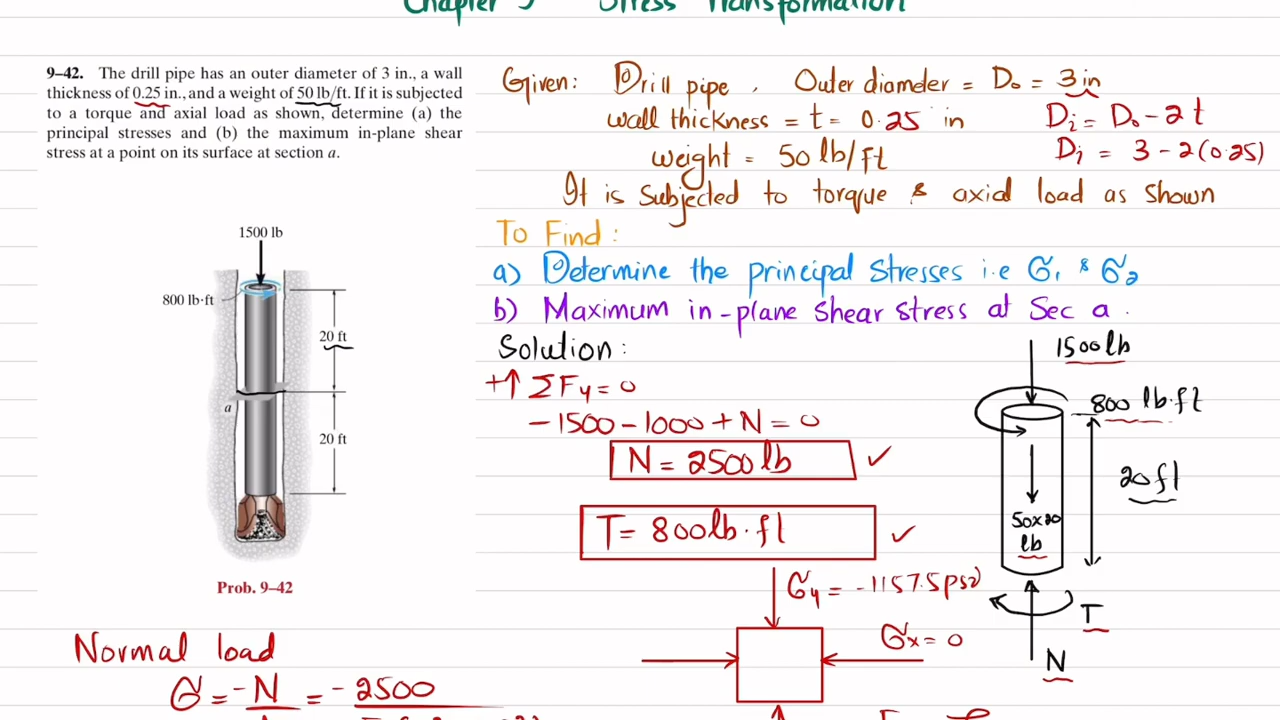 Chapter 9 Stress Transformation
9–42. The drill pipe has an outer diameter of 3 in., a wall
thickness of 0.25 in., and a weight of 50 lb/ft. If it is subjected
to a torque and axial load as shown, determine (a) the
principal stresses and (b) the maximum in-plane shear
stress at a point on its surface at section a.
1500 lb
800 lb·ft
20 ft
a
20 ft
Prob. 9–42
Normal load
σ = -N = - 2500
Given: Drill pipe , Outer diameter = Do = 3 in
wall thickness = t = 0.25 in Di = Do - 2t
weight = 50 lb/ft Di = 3 - 2(0.25)
It is subjected to torque & axial load as shown
To Find :
a) Determine the principal stresses i.e σ1 & σ2
b) Maximum in-plane shear stress at Sec a .
Solution :
+↑ ΣFy = 0
-1500 - 1000 + N = 0
N = 2500 lb ✓
T = 800 lb·ft ✓
σy = -1157.5 psi
σx = 0
1500 lb
800 lb·ft
20 ft
50x20
lb
T
N